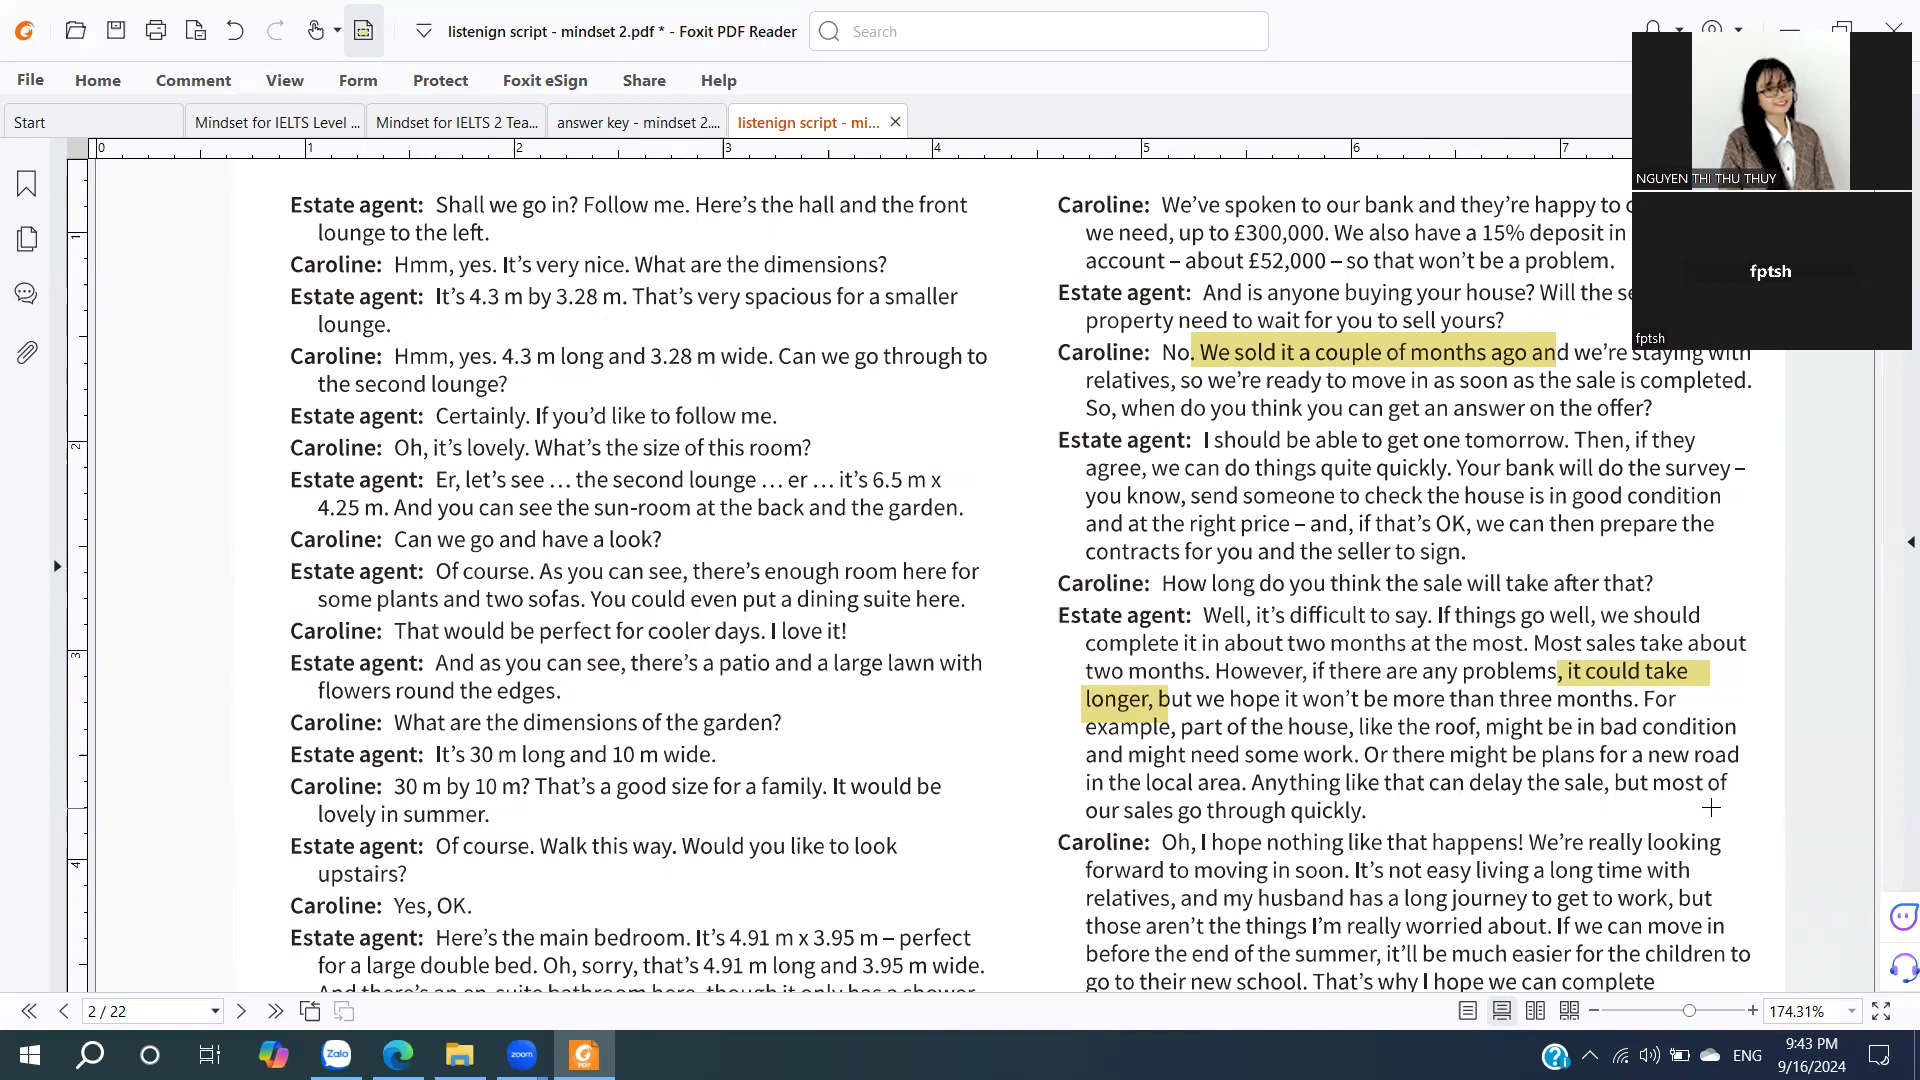 listenign script - mindset 2.pdf * - Foxit PDF Reader
Search
File Home Comment View Form Protect Foxit eSign Share Help
Start
Mindset for IELTS Level ...
Mindset for IELTS 2 Tea...
answer key - mindset 2....
listenign script - mi...
0 1 2 3 4 5 6 7
Estate agent: Shall we go in? Follow me. Here's the hall and the front
lounge to the left.
Caroline: Hmm, yes. It's very nice. What are the dimensions?
Estate agent: It's 4.3 m by 3.28 m. That's very spacious for a smaller
lounge.
Caroline: Hmm, yes. 4.3 m long and 3.28 m wide. Can we go through to
the second lounge?
Estate agent: Certainly. If you'd like to follow me.
Caroline: Oh, it's lovely. What's the size of this room?
Estate agent: Er, let's see … the second lounge … er … it's 6.5 m x
4.25 m. And you can see the sun-room at the back and the garden.
Caroline: Can we go and have a look?
Estate agent: Of course. As you can see, there's enough room here for
some plants and two sofas. You could even put a dining suite here.
Caroline: That would be perfect for cooler days. I love it!
Estate agent: And as you can see, there's a patio and a large lawn with
flowers round the edges.
Caroline: What are the dimensions of the garden?
Estate agent: It's 30 m long and 10 m wide.
Caroline: 30 m by 10 m? That's a good size for a family. It would be
lovely in summer.
Estate agent: Of course. Walk this way. Would you like to look
upstairs?
Caroline: Yes, OK.
Estate agent: Here's the main bedroom. It's 4.91 m x 3.95 m – perfect
for a large double bed. Oh, sorry, that's 4.91 m long and 3.95 m wide.
And there's an en-suite bathroom here, though it only has a shower
Caroline: We've spoken to our bank and they're happy to
we need, up to £300,000. We also have a 15% deposit in
account – about £52,000 – so that won't be a problem.
Estate agent: And is anyone buying your house? Will the
property need to wait for you to sell yours?
Caroline: No. We sold it a couple of months ago and we're staying with
relatives, so we're ready to move in as soon as the sale is completed.
So, when do you think you can get an answer on the offer?
Estate agent: I should be able to get one tomorrow. Then, if they
agree, we can do things quite quickly. Your bank will do the survey –
you know, send someone to check the house is in good condition
and at the right price – and, if that's OK, we can then prepare the
contracts for you and the seller to sign.
Caroline: How long do you think the sale will take after that?
Estate agent: Well, it's difficult to say. If things go well, we should
complete it in about two months at the most. Most sales take about
two months. However, if there are any problems, it could take
longer, but we hope it won't be more than three months. For
example, part of the house, like the roof, might be in bad condition
and might need some work. Or there might be plans for a new road
in the local area. Anything like that can delay the sale, but most of
our sales go through quickly.
Caroline: Oh, I hope nothing like that happens! We're really looking
forward to moving in soon. It's not easy living a long time with
relatives, and my husband has a long journey to get to work, but
those aren't the things I'm really worried about. If we can move in
before the end of the summer, it'll be much easier for the children to
go to their new school. That's why I hope we can complete
NGUYEN THI THU THUY
fptsh
fptsh
1
2
3
4
2 / 22
174.31%
Zalo
zoom
PDF
ENG
9:43 PM
9/16/2024